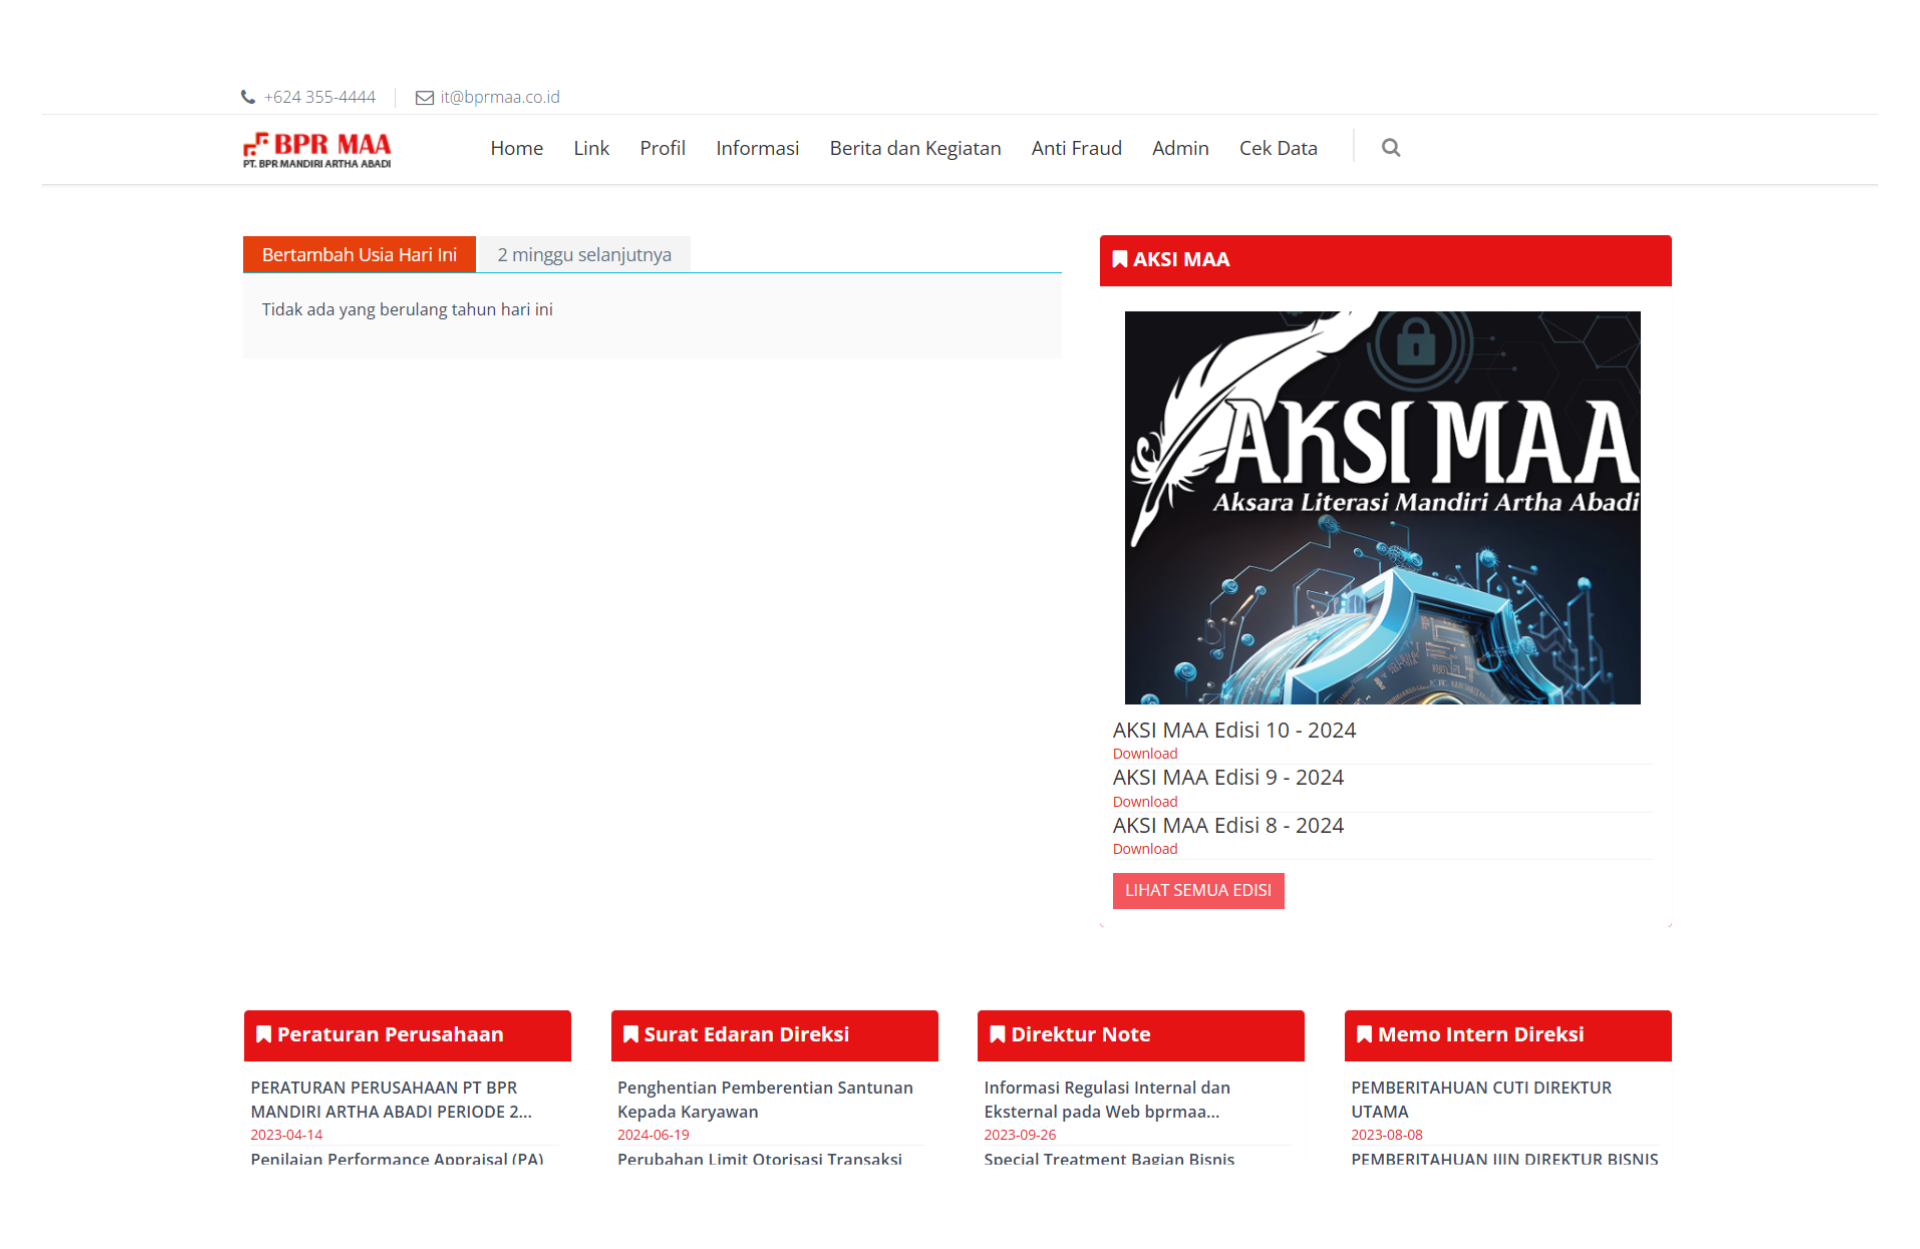 +624 355-4444
it@bprmaa.co.id
BPR MAA
PT. BPR MANDIRI ARTHA ABADI
Home Link Profil Informasi Berita dan Kegiatan Anti Fraud Admin Cek Data
Bertambah Usia Hari Ini
2 minggu selanjutnya
Tidak ada yang berulang tahun hari ini
AKSI MAA
AKSI MAA
Aksara Literasi Mandiri Artha Abadi
AKSI MAA Edisi 10 - 2024
Download
AKSI MAA Edisi 9 - 2024
Download
AKSI MAA Edisi 8 - 2024
Download
LIHAT SEMUA EDISI
Peraturan Perusahaan
PERATURAN PERUSAHAAN PT BPR
MANDIRI ARTHA ABADI PERIODE 2...
2023-04-14
Penilaian Performance Appraisal (PA)
Surat Edaran Direksi
Penghentian Pemberentian Santunan
Kepada Karyawan
2024-06-19
Perubahan Limit Otorisasi Transaksi
Direktur Note
Informasi Regulasi Internal dan
Eksternal pada Web bprmaa...
2023-09-26
Special Treatment Bagian Bisnis
Memo Intern Direksi
PEMBERITAHUAN CUTI DIREKTUR
UTAMA
2023-08-08
PEMBERITAHUAN IJIN DIREKTUR BISNIS